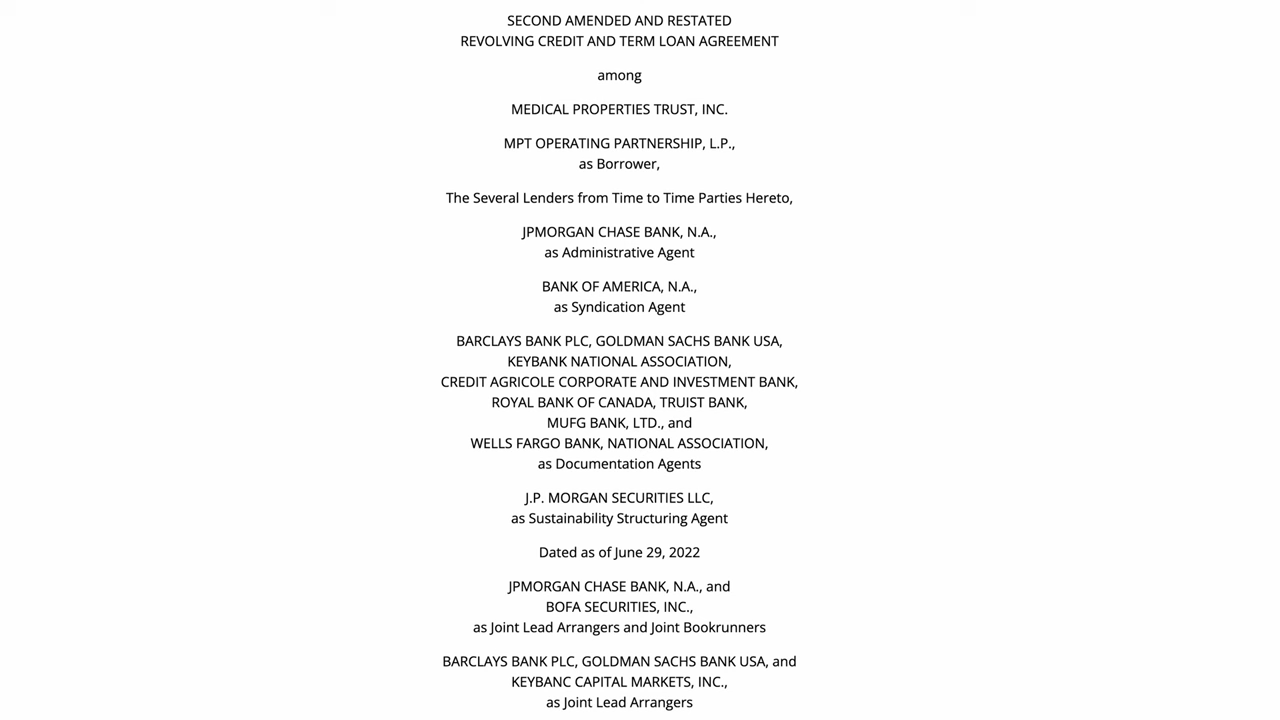 SECOND AMENDED AND RESTATED
REVOLVING CREDIT AND TERM LOAN AGREEMENT
among
MEDICAL PROPERTIES TRUST, INC.
MPT OPERATING PARTNERSHIP, L.P.,
as Borrower,
The Several Lenders from Time to Time Parties Hereto,
JPMORGAN CHASE BANK, N.A.,
as Administrative Agent
BANK OF AMERICA, N.A.,
as Syndication Agent
BARCLAYS BANK PLC, GOLDMAN SACHS BANK USA,
KEYBANK NATIONAL ASSOCIATION,
CREDIT AGRICOLE CORPORATE AND INVESTMENT BANK,
ROYAL BANK OF CANADA, TRUIST BANK,
MUFG BANK, LTD., and
WELLS FARGO BANK, NATIONAL ASSOCIATION,
as Documentation Agents
J.P. MORGAN SECURITIES LLC,
as Sustainability Structuring Agent
Dated as of June 29, 2022
JPMORGAN CHASE BANK, N.A., and
BOFA SECURITIES, INC.,
as Joint Lead Arrangers and Joint Bookrunners
BARCLAYS BANK PLC, GOLDMAN SACHS BANK USA, and
KEYBANC CAPITAL MARKETS, INC.,
as Joint Lead Arrangers